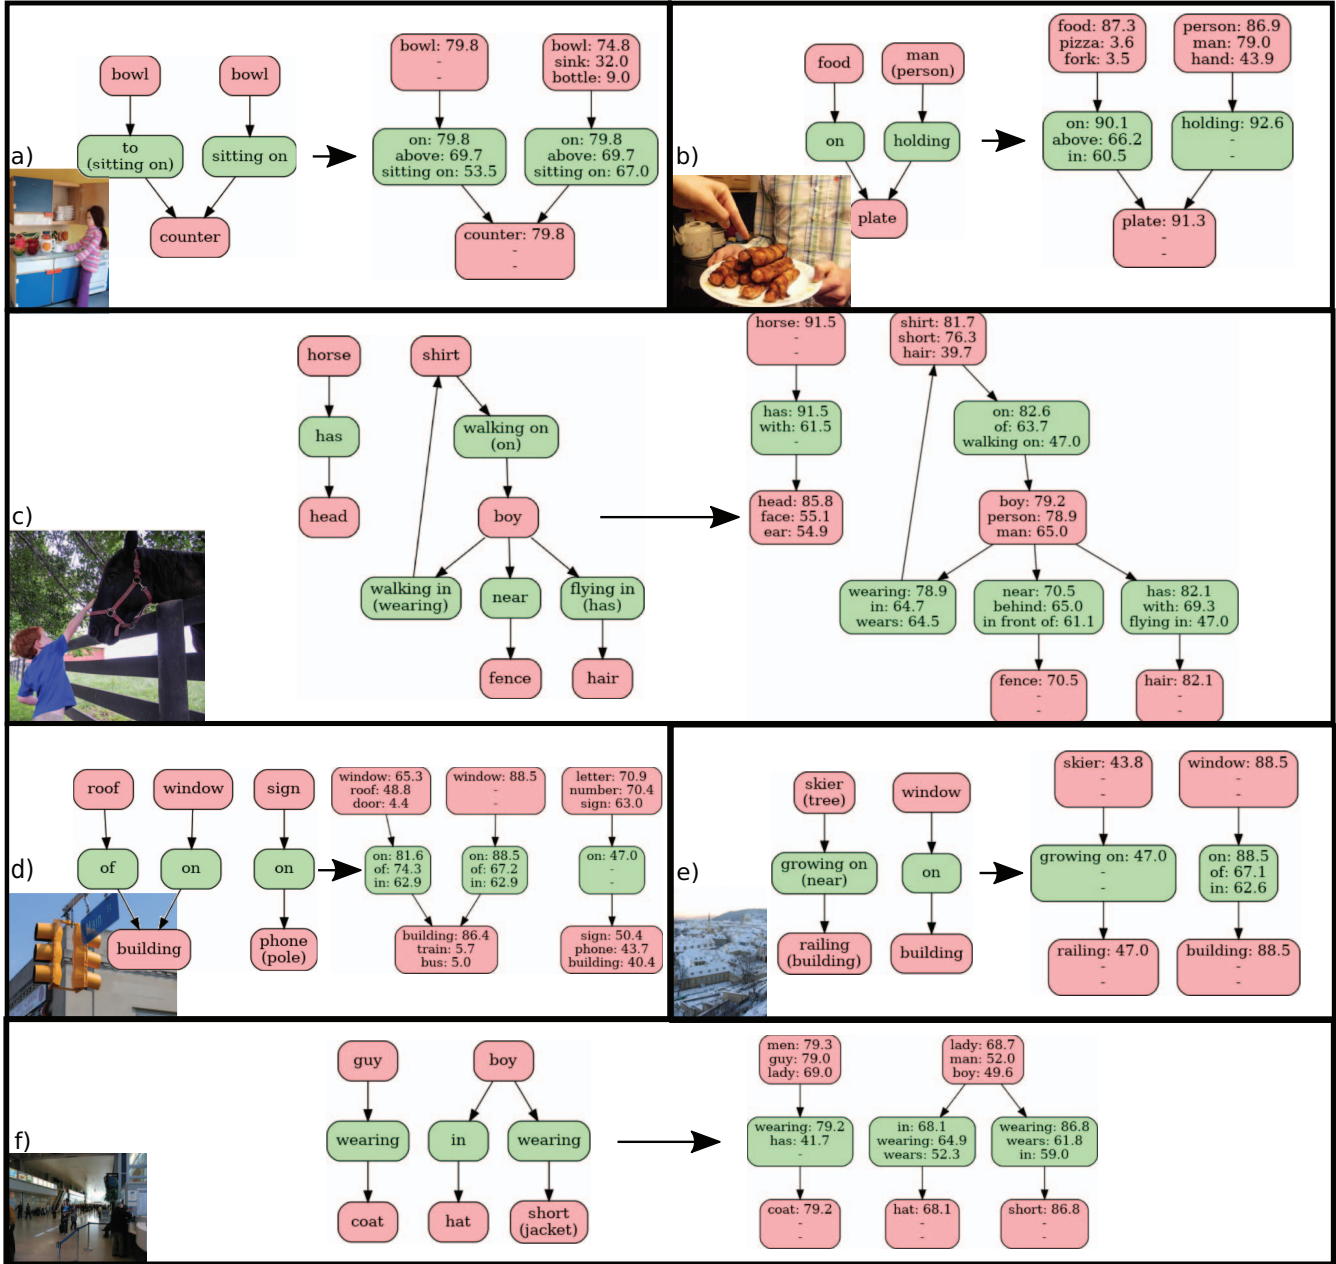 a)
bowl
bowl
to
(sitting on)
sitting on
counter
bowl: 79.8
-
-
bowl: 74.8
sink: 32.0
bottle: 9.0
on: 79.8
above: 69.7
sitting on: 53.5
on: 79.8
above: 69.7
sitting on: 67.0
counter: 79.8
-
-
b)
food
man
(person)
on
holding
plate
food: 87.3
pizza: 3.6
fork: 3.5
person: 86.9
man: 79.0
hand: 43.9
on: 90.1
above: 66.2
in: 60.5
holding: 92.6
-
-
plate: 91.3
-
-
c)
horse
shirt
has
walking on
(on)
head
boy
walking in
(wearing)
near
flying in
(has)
fence
hair
horse: 91.5
-
-
shirt: 81.7
short: 76.3
hair: 39.7
has: 91.5
with: 61.5
-
on: 82.6
of: 63.7
walking on: 47.0
head: 85.8
face: 55.1
ear: 54.9
boy: 79.2
person: 78.9
man: 65.0
wearing: 78.9
in: 64.7
wears: 64.5
near: 70.5
behind: 65.0
in front of: 61.1
has: 82.1
with: 69.3
flying in: 47.0
fence: 70.5
-
-
hair: 82.1
-
-
d)
roof
window
sign
of
on
on
building
phone
(pole)
Main
window: 65.3
roof: 48.8
door: 4.4
window: 88.5
-
-
letter: 70.9
number: 70.4
sign: 63.0
on: 81.6
of: 74.3
in: 62.9
on: 88.5
of: 67.2
in: 62.9
on: 47.0
-
-
building: 86.4
train: 5.7
bus: 5.0
sign: 50.4
phone: 43.7
building: 40.4
e)
skier
(tree)
window
growing on
(near)
on
railing
(building)
building
skier: 43.8
-
-
window: 88.5
-
-
growing on: 47.0
-
-
on: 88.5
of: 67.1
in: 62.6
railing: 47.0
-
-
building: 88.5
-
-
f)
guy
boy
wearing
in
wearing
coat
hat
short
(jacket)
men: 79.3
guy: 79.0
lady: 69.0
lady: 68.7
man: 52.0
boy: 49.6
wearing: 79.2
has: 41.7
-
in: 68.1
wearing: 64.9
wears: 52.3
wearing: 86.8
wears: 61.8
in: 59.0
coat: 79.2
-
-
hat: 68.1
-
-
short: 86.8
-
-